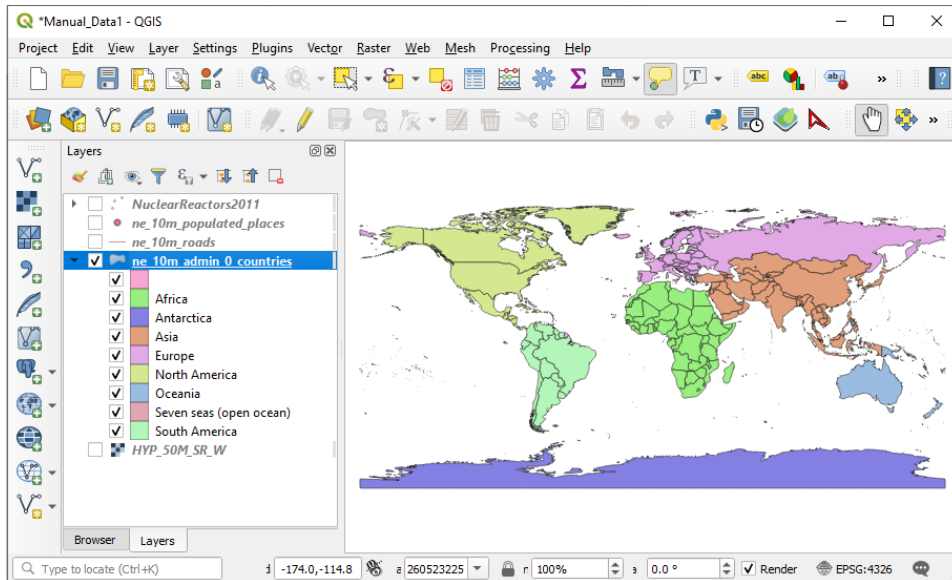 *Manual_Data1 - QGIS
Project Edit View Layer Settings Plugins Vector Raster Web Mesh Processing Help
a Σ T abc ab » ?
»
Layers
NuclearReactors2011
ne_10m_populated_places
ne_10m_roads
ne_10m_admin_0_countries
Africa
Antarctica
Asia
Europe
North America
Oceania
Seven seas (open ocean)
South America
HYP_50M_SR_W
Browser Layers
Type to locate (Ctrl+K) -174.0,-114.8 a 260523225 r 100% a 0.0 ° Render EPSG:4326